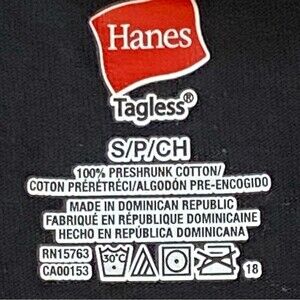 Hanes
Tagless®
S/P/CH
100% PRESHRUNK COTTON/
COTON PRÉRÉTRÉCI/ALGODÓN PRE-ENCOGIDO
MADE IN DOMINICAN REPUBLIC
FABRIQUÉ EN RÉPUBLIQUE DOMINICAINE
HECHO EN REPÚBLICA DOMINICANA
RN15763
CA00153
30°C
18